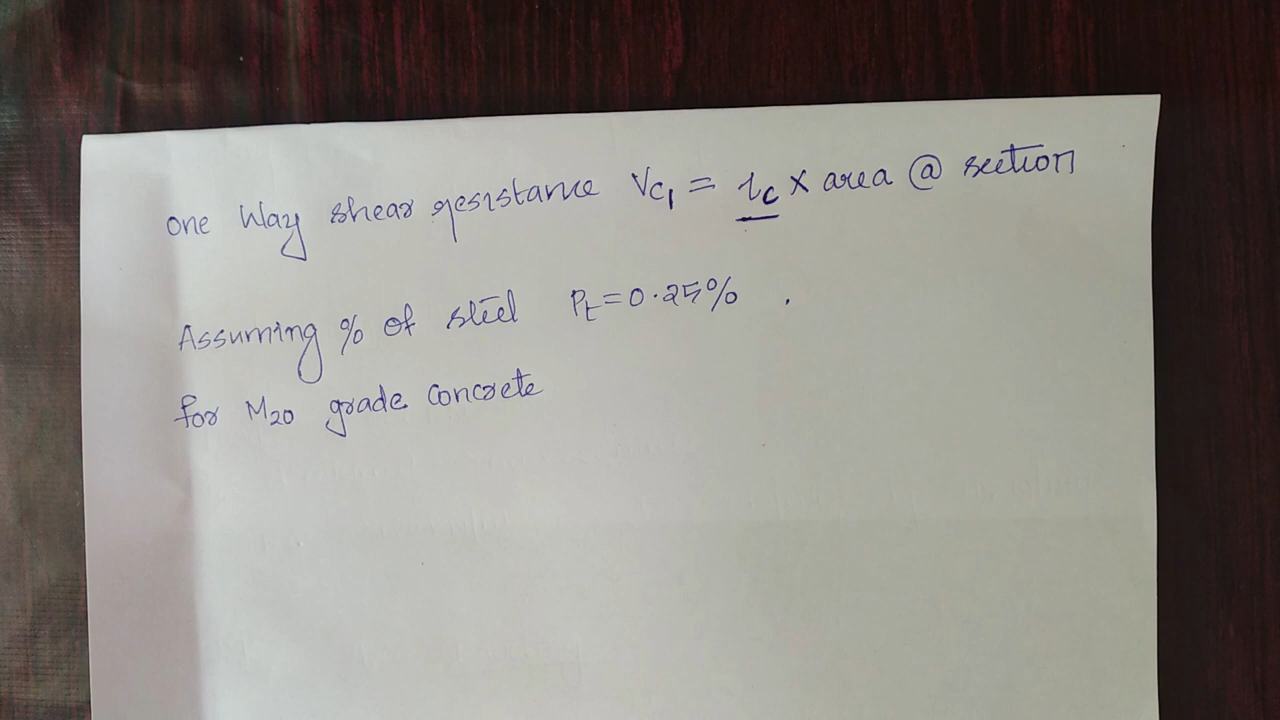 one Way shear resistance Vc1 = τc x area @ section
Assuming % of steel Pt = 0.25% .
for M20 grade concrete